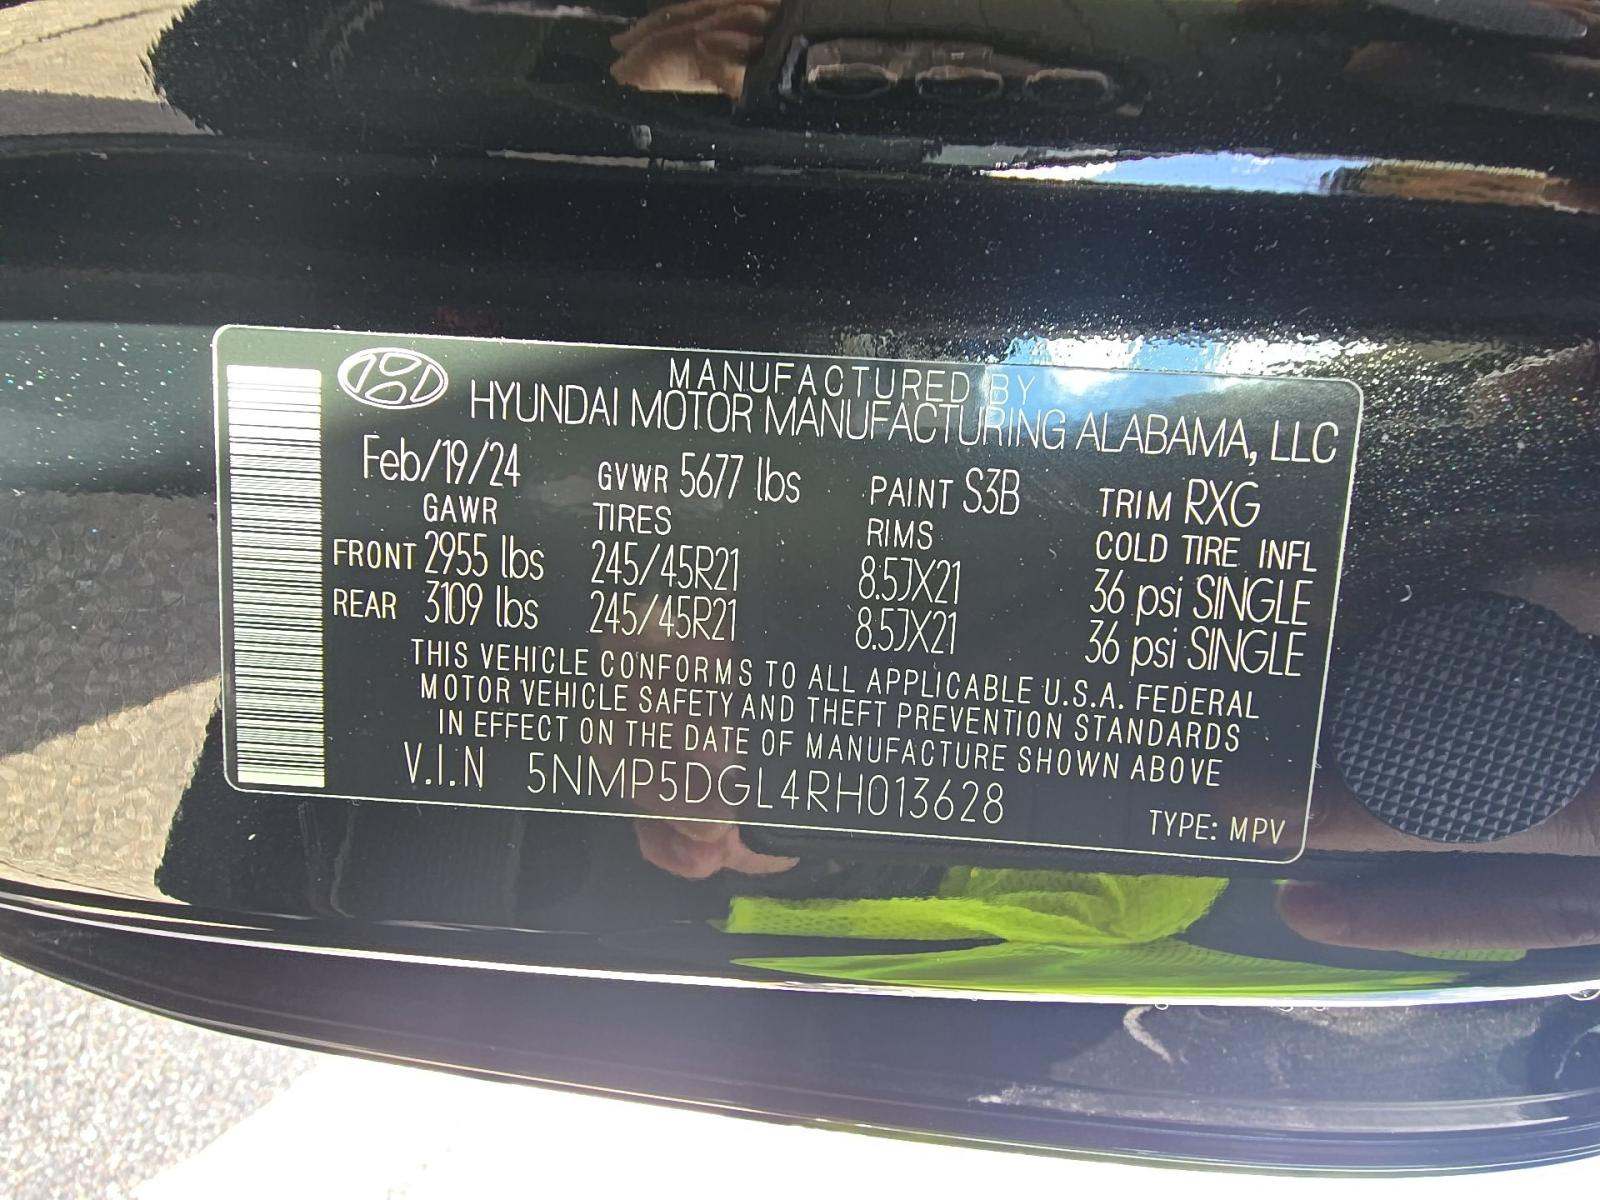 MANUFACTURED BY
HYUNDAI MOTOR MANUFACTURING ALABAMA, LLC
Feb/19/24 GVWR 5677 lbs PAINT S3B TRIM RXG
GAWR TIRES RIMS COLD TIRE INFL
FRONT 2955 lbs 245/45R21 8.5JX21 36 psi SINGLE
REAR 3109 lbs 245/45R21 8.5JX21 36 psi SINGLE
THIS VEHICLE CONFORMS TO ALL APPLICABLE U.S.A. FEDERAL
MOTOR VEHICLE SAFETY AND THEFT PREVENTION STANDARDS
IN EFFECT ON THE DATE OF MANUFACTURE SHOWN ABOVE
V.I.N 5NMP5DGL4RH013628
TYPE: MPV